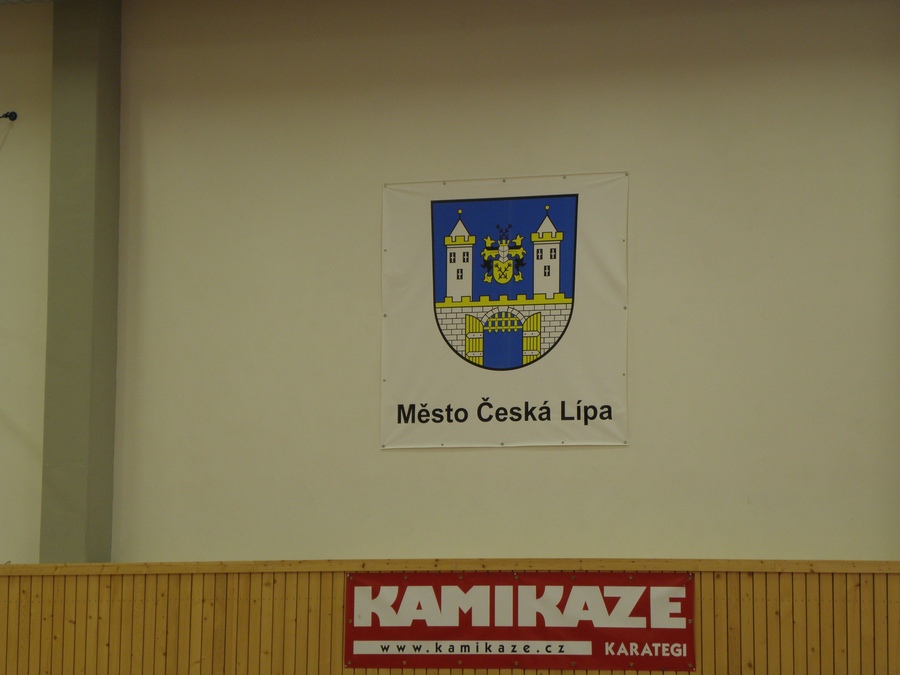 Město Česká Lípa
KAMIKAZE
www.kamikaze.cz KARATEGI